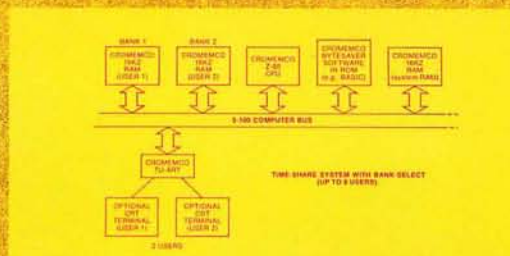 BANK 1
CROMEMCO
16KZ
RAM
(USER 1)
BANK 2
CROMEMCO
16KZ
RAM
(USER 2)
CROMEMCO
Z-80
CPU
CROMEMCO
BYTESAVER
SOFTWARE
IN ROM
(e.g. BASIC)
CROMEMCO
16KZ
RAM
(system RAM)
S-100 COMPUTER BUS
CROMEMCO
TU-ART
TIME SHARE SYSTEM WITH BANK-SELECT
(UP TO 8 USERS)
OPTIONAL
CRT
TERMINAL
(USER 1)
OPTIONAL
CRT
TERMINAL
(USER 2)
2 USERS